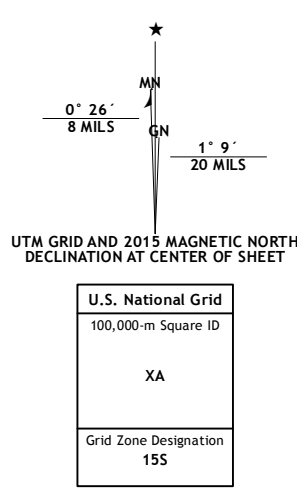 MN
0° 26´
8 MILS
GN
1° 9´
20 MILS
UTM GRID AND 2015 MAGNETIC NORTH
DECLINATION AT CENTER OF SHEET
U.S. National Grid
100,000-m Square ID
XA
Grid Zone Designation
15S